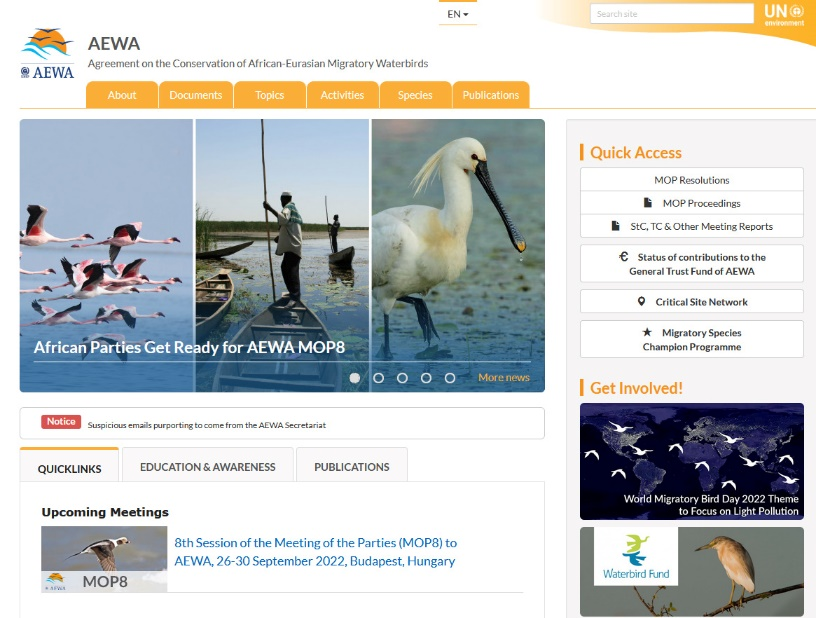 EN
Search site
UN
environment
AEWA
AEWA
Agreement on the Conservation of African-Eurasian Migratory Waterbirds
About
Documents
Topics
Activities
Species
Publications
African Parties Get Ready for AEWA MOP8
More news
Notice
Suspicious emails purporting to come from the AEWA Secretariat
QUICKLINKS
EDUCATION & AWARENESS
PUBLICATIONS
Upcoming Meetings
AEWA
MOP8
8th Session of the Meeting of the Parties (MOP8) to
AEWA, 26-30 September 2022, Budapest, Hungary
Quick Access
MOP Resolutions
MOP Proceedings
StC, TC & Other Meeting Reports
€ Status of contributions to the
General Trust Fund of AEWA
Critical Site Network
Migratory Species
Champion Programme
Get Involved!
World Migratory Bird Day 2022 Theme
to Focus on Light Pollution
Waterbird Fund